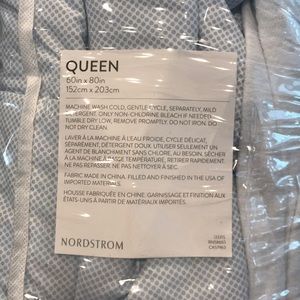 QUEEN
60in x 80in
152cm x 203cm
MACHINE WASH COLD, GENTLE CYCLE, SEPARATELY, MILD
DETERGENT. ONLY NON-CHLORINE BLEACH IF NEEDED.
TUMBLE DRY LOW, REMOVE PROMPTLY. DO NOT IRON. DO
NOT DRY CLEAN.
LAVER À LA MACHINE À L'EAU FROIDE, CYCLE DÉLICAT,
SÉPARÉMENT, DÉTERGENT DOUX. UTILISER SEULEMENT UN
AGENT DE BLANCHIMENT SANS CHLORE, AU BESOIN. SÉCHER
À LA MACHINE À BASSE TEMPÉRATURE, RETIRER RAPIDEMENT.
NE PAS REPASSER. NE PAS NETTOYER À SEC.
FABRIC MADE IN CHINA. FILLED AND FINISHED IN THE USA OF
IMPORTED MATERIALS.
HOUSSE FABRIQUÉE EN CHINE. GARNISSAGE ET FINITION AUX
ÉTATS-UNIS À PARTIR DE MATÉRIAUX IMPORTÉS.
NORDSTROM